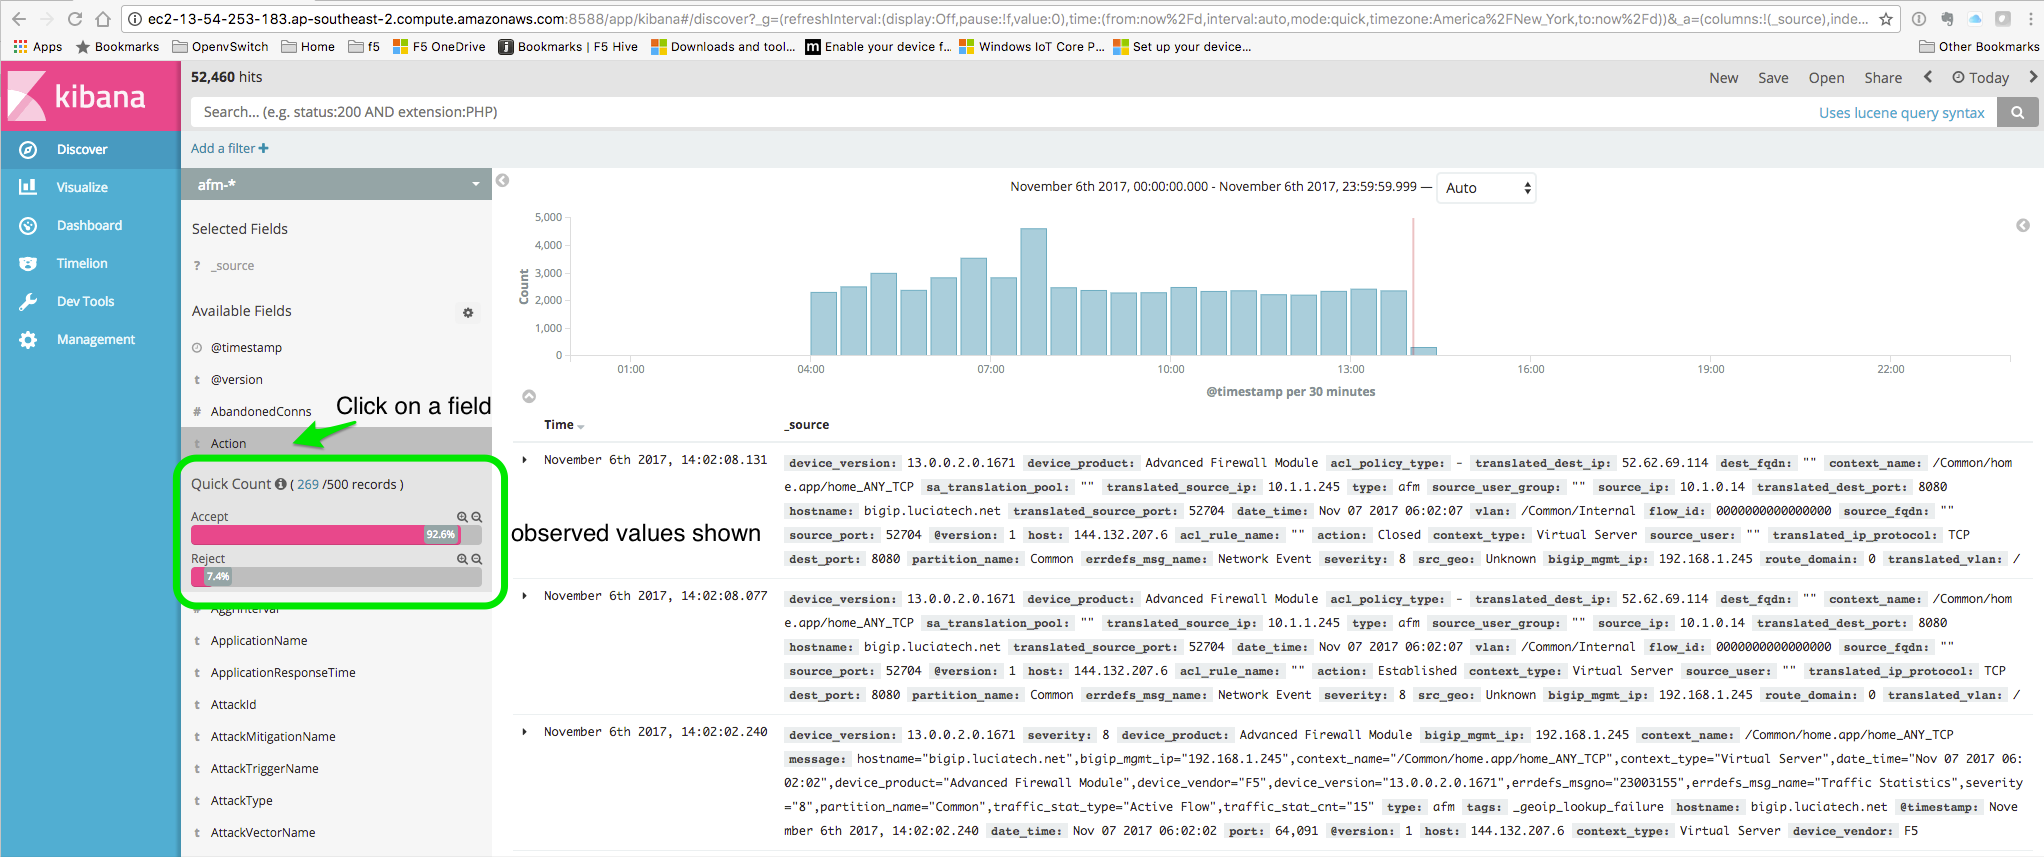 ec2-13-54-253-183.ap-southeast-2.compute.amazonaws.com:8588/app/kibana#/discover?_g=(refreshInterval:(display:Off,pause:!f,value:0),time:(from:now%2Fd,interval:auto,mode:quick,timezone:America%2FNew_York,to:now%2Fd))&_a=(columns:!(_source),inde...
Apps Bookmarks OpenvSwitch Home f5 F5 OneDrive Bookmarks | F5 Hive Downloads and tool... Enable your device f... Windows IoT Core P... Set up your device... Other Bookmarks
kibana
52,460 hits
New Save Open Share Today
Search... (e.g. status:200 AND extension:PHP)
Uses lucene query syntax
Discover
Visualize
Dashboard
Timelion
Dev Tools
Management
Add a filter +
afm-*
Selected Fields
? _source
Available Fields
@timestamp
t @version
# AbandonedConns
t Action
Click on a field
Quick Count ( 269 /500 records )
Accept
92.6%
Reject
7.4%
observed values shown
# AggrInterval
t ApplicationName
t ApplicationResponseTime
t AttackId
t AttackMitigationName
t AttackTriggerName
t AttackType
t AttackVectorName
November 6th 2017, 00:00:00.000 - November 6th 2017, 23:59:59.999 — Auto
Count
5,000
4,000
3,000
2,000
1,000
0
01:00 04:00 07:00 10:00 13:00 16:00 19:00 22:00
@timestamp per 30 minutes
Time _source
November 6th 2017, 14:02:08.131
device_version: 13.0.0.2.0.1671 device_product: Advanced Firewall Module acl_policy_type: - translated_dest_ip: 52.62.69.114 dest_fqdn: "" context_name: /Common/hom
e.app/home_ANY_TCP sa_translation_pool: "" translated_source_ip: 10.1.1.245 type: afm source_user_group: "" source_ip: 10.1.0.14 translated_dest_port: 8080
hostname: bigip.luciatech.net translated_source_port: 52704 date_time: Nov 07 2017 06:02:07 vlan: /Common/Internal flow_id: 0000000000000000 source_fqdn: ""
source_port: 52704 @version: 1 host: 144.132.207.6 acl_rule_name: "" action: Closed context_type: Virtual Server source_user: "" translated_ip_protocol: TCP
dest_port: 8080 partition_name: Common errdefs_msg_name: Network Event severity: 8 src_geo: Unknown bigip_mgmt_ip: 192.168.1.245 route_domain: 0 translated_vlan: /
November 6th 2017, 14:02:08.077
device_version: 13.0.0.2.0.1671 device_product: Advanced Firewall Module acl_policy_type: - translated_dest_ip: 52.62.69.114 dest_fqdn: "" context_name: /Common/hom
e.app/home_ANY_TCP sa_translation_pool: "" translated_source_ip: 10.1.1.245 type: afm source_user_group: "" source_ip: 10.1.0.14 translated_dest_port: 8080
hostname: bigip.luciatech.net translated_source_port: 52704 date_time: Nov 07 2017 06:02:07 vlan: /Common/Internal flow_id: 0000000000000000 source_fqdn: ""
source_port: 52704 @version: 1 host: 144.132.207.6 acl_rule_name: "" action: Established context_type: Virtual Server source_user: "" translated_ip_protocol: TCP
dest_port: 8080 partition_name: Common errdefs_msg_name: Network Event severity: 8 src_geo: Unknown bigip_mgmt_ip: 192.168.1.245 route_domain: 0 translated_vlan: /
November 6th 2017, 14:02:02.240
device_version: 13.0.0.2.0.1671 severity: 8 device_product: Advanced Firewall Module bigip_mgmt_ip: 192.168.1.245 context_name: /Common/home.app/home_ANY_TCP
message: hostname="bigip.luciatech.net",bigip_mgmt_ip="192.168.1.245",context_name="/Common/home.app/home_ANY_TCP",context_type="Virtual Server",date_time="Nov 07 2017 06:
02:02",device_product="Advanced Firewall Module",device_vendor="F5",device_version="13.0.0.2.0.1671",errdefs_msgno="23003155",errdefs_msg_name="Traffic Statistics",severity
="8",partition_name="Common",traffic_stat_type="Active Flow",traffic_stat_cnt="15" type: afm tags: _geoip_lookup_failure hostname: bigip.luciatech.net @timestamp: Nove
mber 6th 2017, 14:02:02.240 date_time: Nov 07 2017 06:02:02 port: 64,091 @version: 1 host: 144.132.207.6 context_type: Virtual Server device_vendor: F5